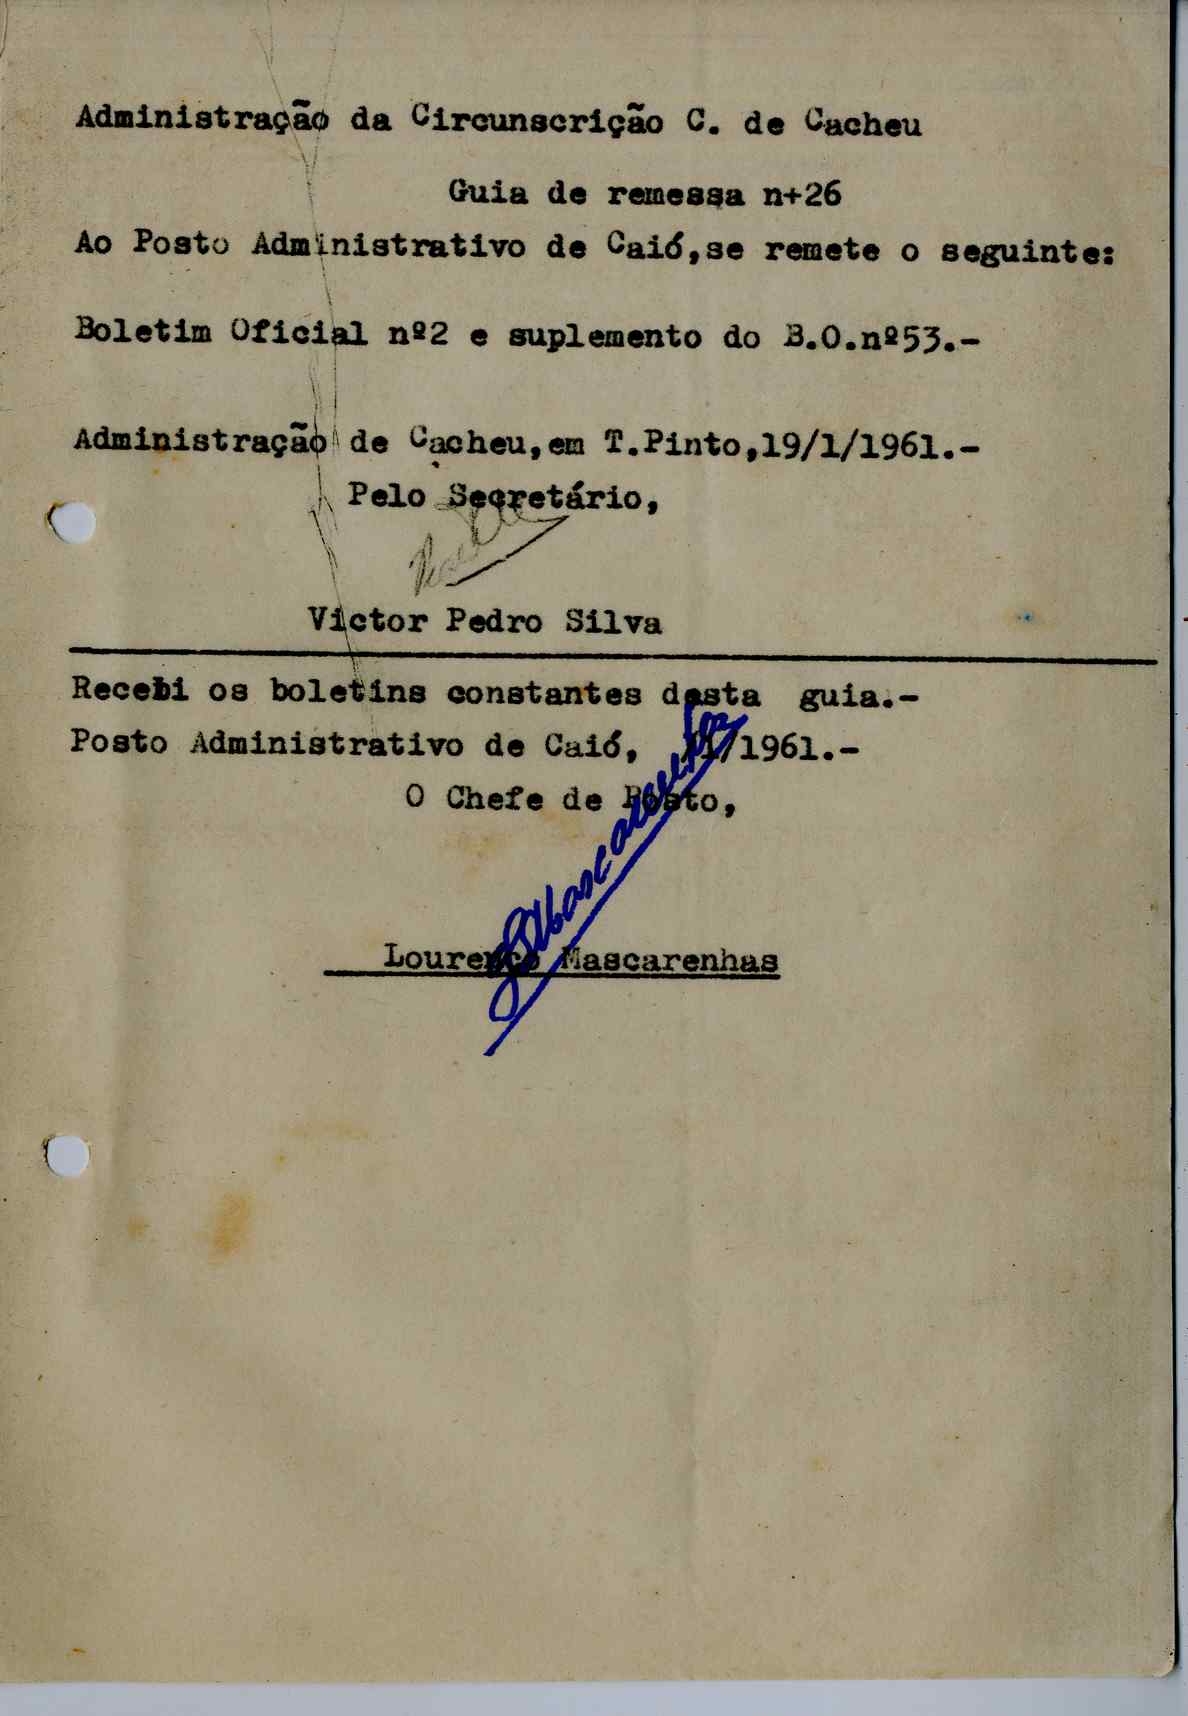 Administração da Circunscrição C. de Cacheu
Guia de remessa n+26
Ao Posto Administrativo de Caió,se remete o seguinte:
Boletim Oficial nº2 e suplemento do B.O.nº53.-
Administração de Cacheu,em T.Pinto,19/1/1961.-
Pelo Secretário,
Victor Pedro Silva
Recebi os boletins constantes desta guia.-
Posto Administrativo de Caió, /1961.-
O Chefe de Posto,
LMascarenhas
Lourenço Mascarenhas